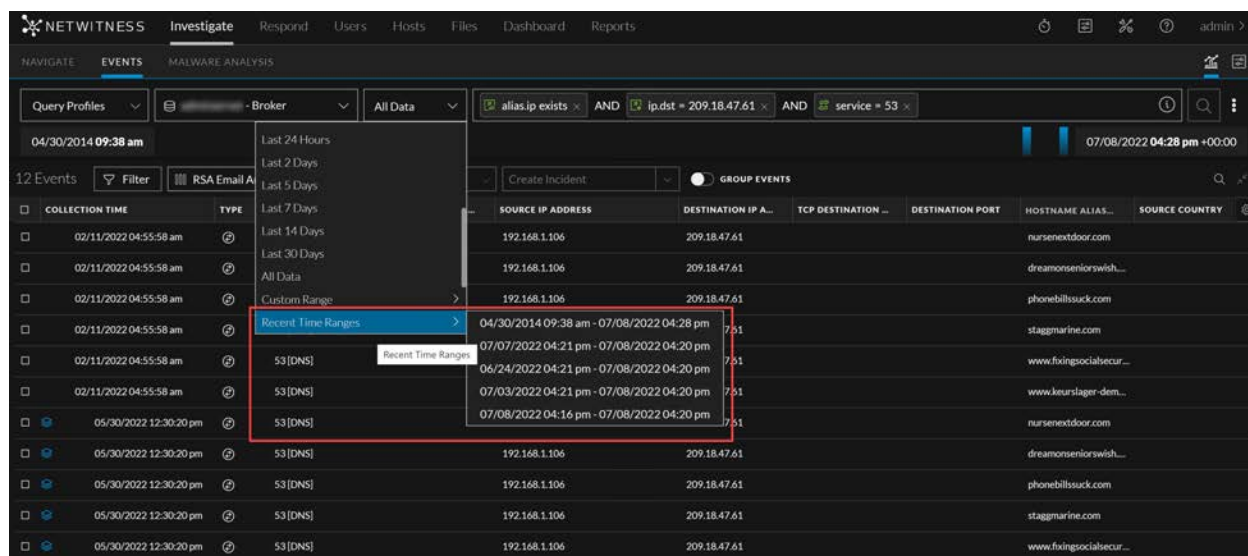 NETWITNESS Investigate Respond Users Hosts Files Dashboard Reports admin >
NAVIGATE EVENTS MALWARE ANALYSIS
Query Profiles - Broker All Data alias.ip exists × AND ip.dst = 209.18.47.61 × AND service = 53 ×
04/30/2014 09:38 am 07/08/2022 04:28 pm +00:00
Last 24 Hours
Last 2 Days
Last 5 Days
Last 7 Days
Last 14 Days
Last 30 Days
All Data
Custom Range >
Recent Time Ranges >
Recent Time Ranges
04/30/2014 09:38 am - 07/08/2022 04:28 pm
07/07/2022 04:21 pm - 07/08/2022 04:20 pm
06/24/2022 04:21 pm - 07/08/2022 04:20 pm
07/03/2022 04:21 pm - 07/08/2022 04:20 pm
07/08/2022 04:16 pm - 07/08/2022 04:20 pm
12 Events Filter RSA Email A Create Incident GROUP EVENTS
COLLECTION TIME TYPE ... SOURCE IP ADDRESS DESTINATION IP A... TCP DESTINATION ... DESTINATION PORT HOSTNAME ALIAS... SOURCE COUNTRY
02/11/2022 04:55:58 am 192.168.1.106 209.18.47.61 nursenextdoor.com
02/11/2022 04:55:58 am 192.168.1.106 209.18.47.61 dreamonseniorswish....
02/11/2022 04:55:58 am 192.168.1.106 209.18.47.61 phonebillssuck.com
02/11/2022 04:55:58 am 7.61 staggmarine.com
02/11/2022 04:55:58 am 53 [DNS] 7.61 www.fixingsocialsecur...
02/11/2022 04:55:58 am 53 [DNS] 7.61 www.keurslager-dem...
05/30/2022 12:30:20 pm 53 [DNS] 7.61 nursenextdoor.com
05/30/2022 12:30:20 pm 53 [DNS] 192.168.1.106 209.18.47.61 dreamonseniorswish....
05/30/2022 12:30:20 pm 53 [DNS] 192.168.1.106 209.18.47.61 phonebillssuck.com
05/30/2022 12:30:20 pm 53 [DNS] 192.168.1.106 209.18.47.61 staggmarine.com
05/30/2022 12:30:20 pm 53 [DNS] 192.168.1.106 209.18.47.61 www.fixingsocialsecur...